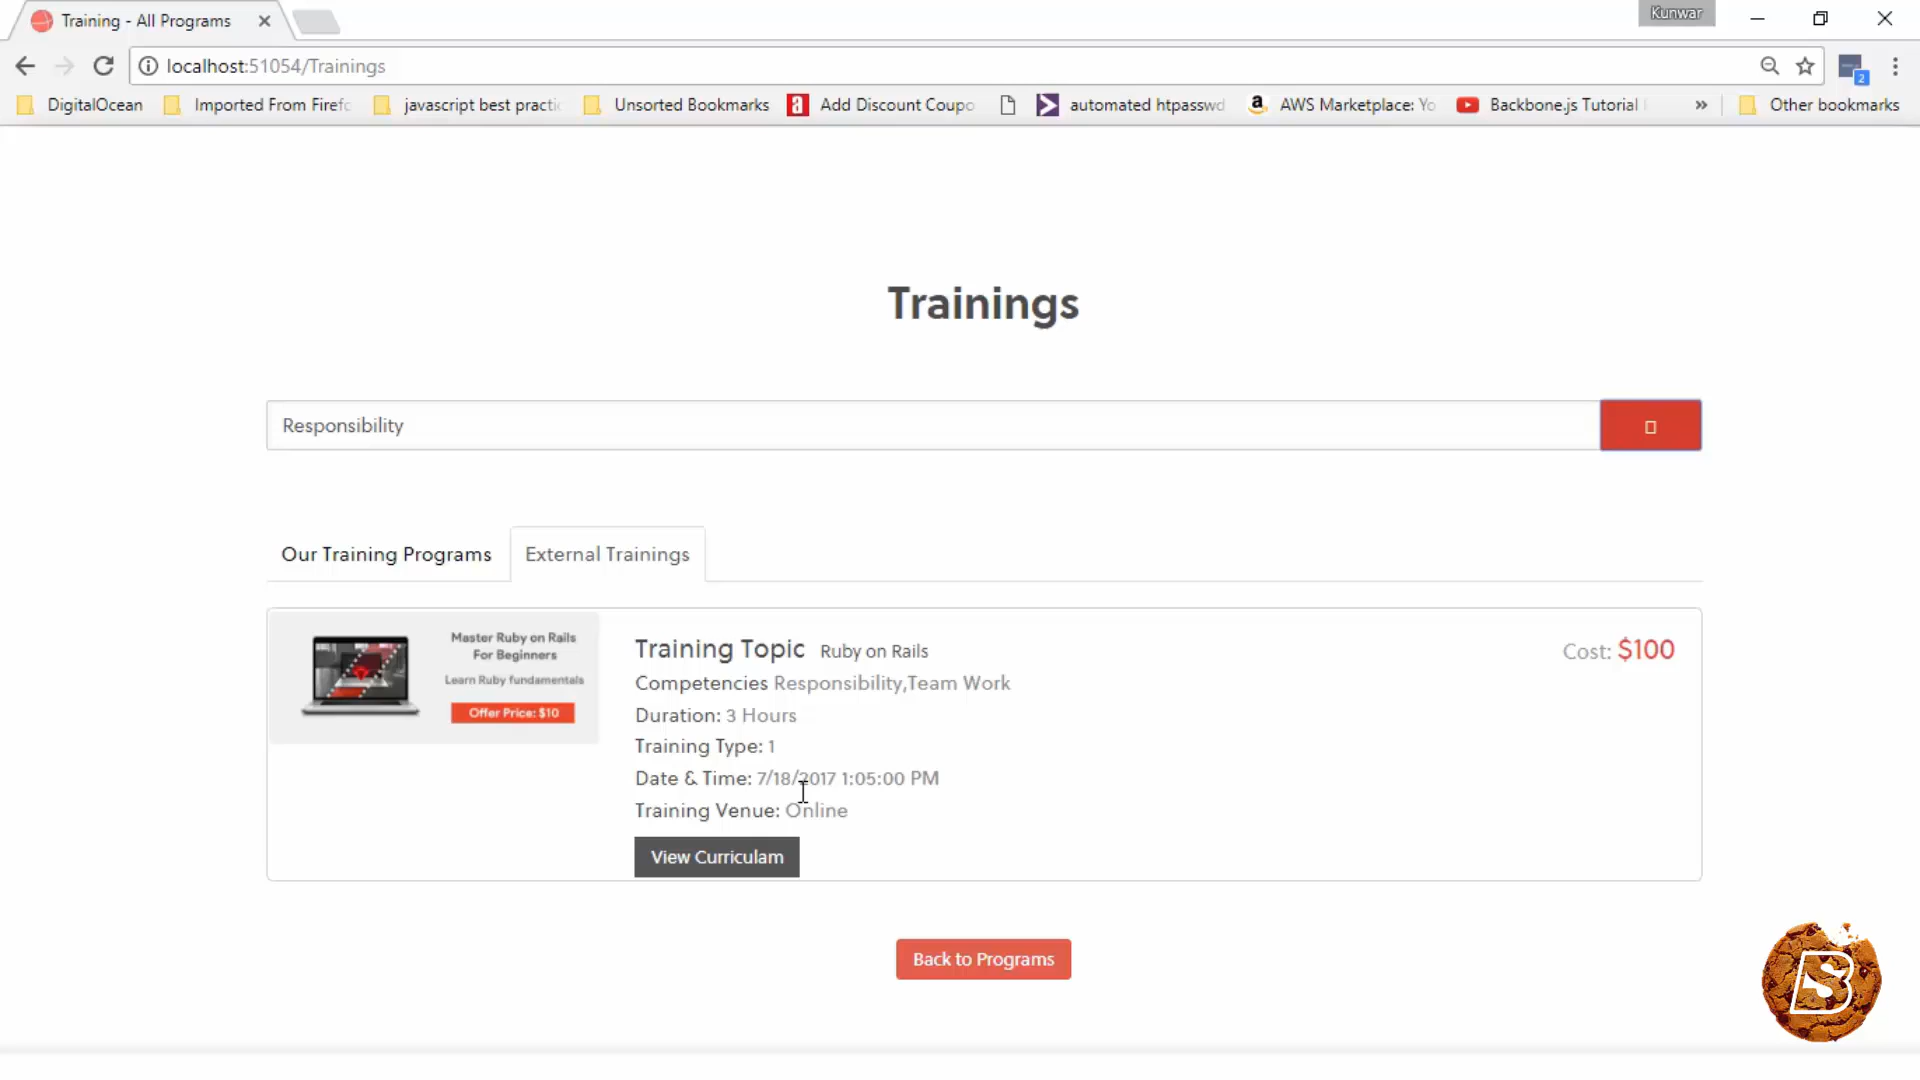 Training - All Programs
Kunwar
localhost:51054/Trainings
2
DigitalOcean
Imported From Firefo
javascript best practic
Unsorted Bookmarks
Add Discount Coupo
automated htpasswd
AWS Marketplace: Yo
Backbone.js Tutorial
»
Other bookmarks
Trainings
Responsibility
Our Training Programs
External Trainings
Master Ruby on Rails
For Beginners
Learn Ruby fundamentals
Offer Price: $10
Training Topic Ruby on Rails
Cost: $100
Competencies Responsibility,Team Work
Duration: 3 Hours
Training Type: 1
Date & Time: 7/18/2017 1:05:00 PM
Training Venue: Online
View Curriculam
Back to Programs